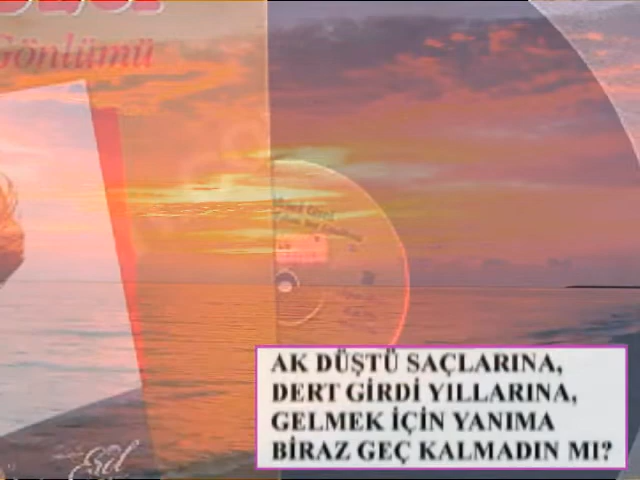 Gönlümü
AK DÜŞTÜ SAÇLARINA,
DERT GİRDİ YILLARINA,
GELMEK İÇİN YANIMA
BİRAZ GEÇ KALMADIN MI?